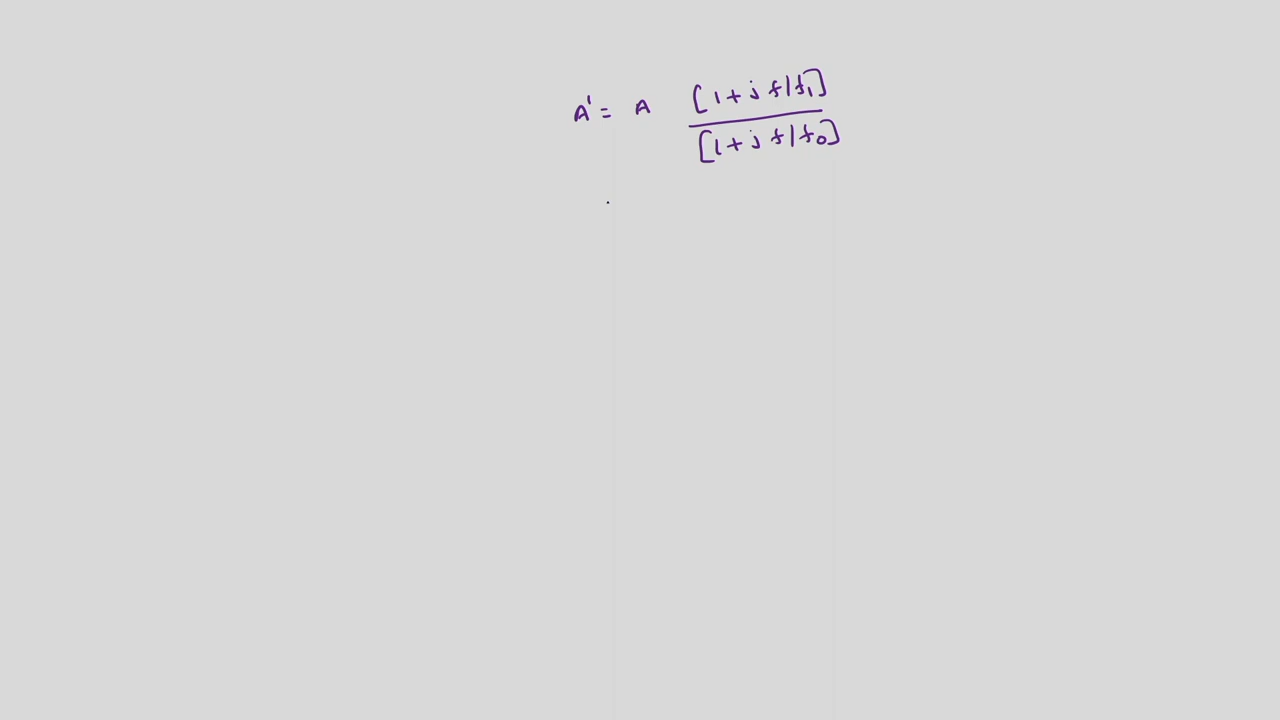 A' = A [1+j f/f₁]
[1+j f/f₀]